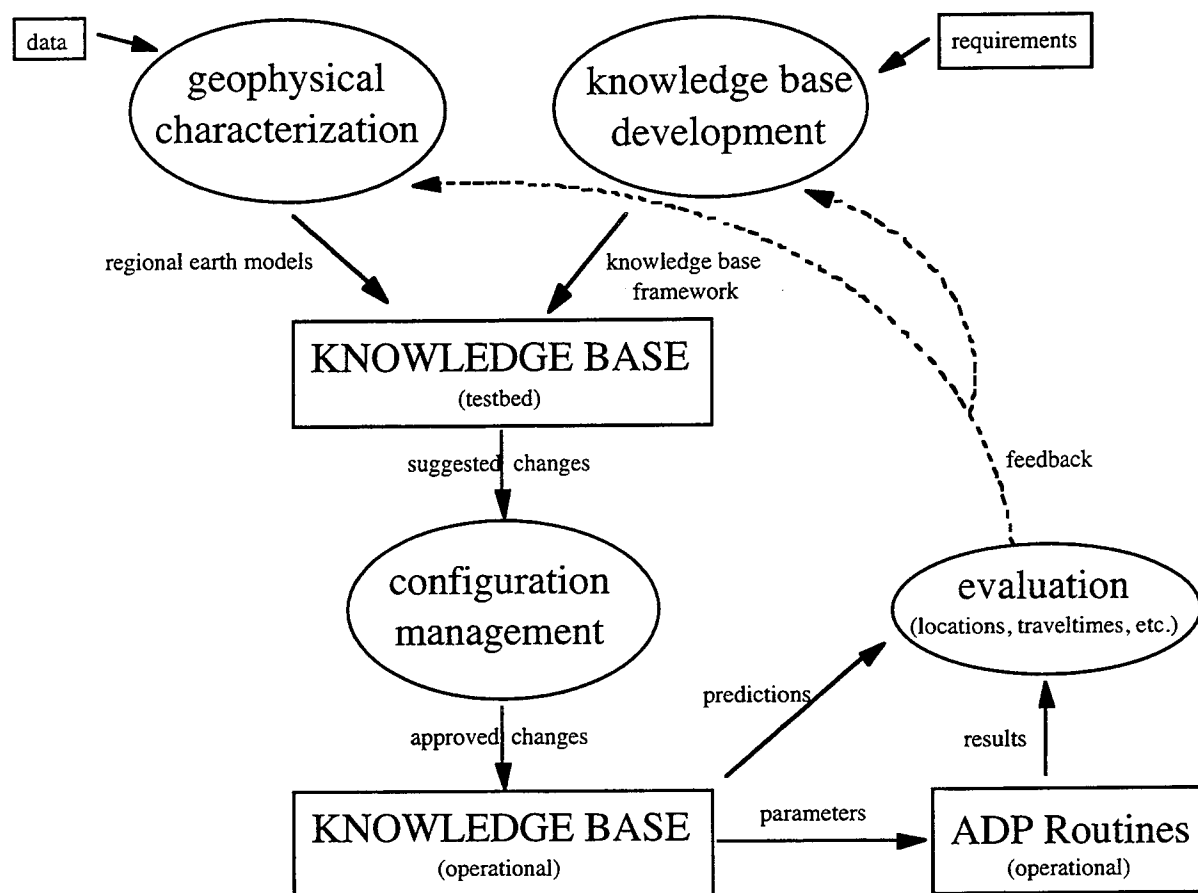 data
requirements
geophysical
characterization
knowledge base
development
regional earth models
knowledge base
framework
KNOWLEDGE BASE
(testbed)
suggested changes
feedback
configuration
management
evaluation
(locations, traveltimes, etc.)
predictions
approved changes
results
KNOWLEDGE BASE
(operational)
parameters
ADP Routines
(operational)